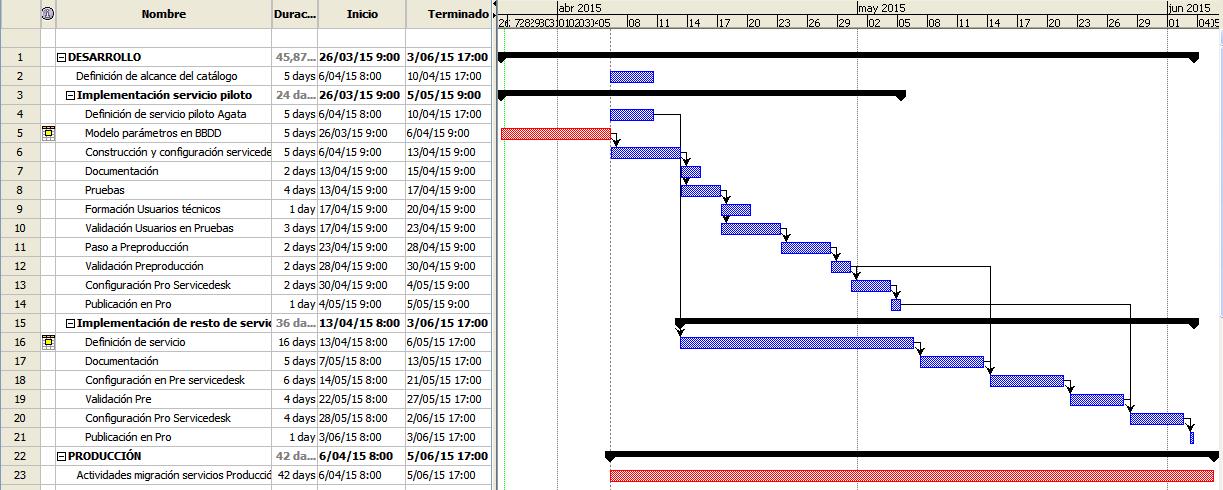 Nombre Durac... Inicio Terminado abr 2015 may 2015 jun 2015
08 11 14 17 20 23 26 29 02 05 08 11 14 17 20 23 26 29 01
1 DESARROLLO 45,87... 26/03/15 9:00 3/06/15 17:00
2 Definición de alcance del catálogo 5 days 6/04/15 8:00 10/04/15 17:00
3 Implementación servicio piloto 24 da... 26/03/15 9:00 5/05/15 9:00
4 Definición de servicio piloto Agata 5 days 6/04/15 8:00 10/04/15 17:00
5 Modelo parámetros en BBDD 5 days 26/03/15 9:00 6/04/15 9:00
6 Construcción y configuración servicede 5 days 6/04/15 9:00 13/04/15 9:00
7 Documentación 2 days 13/04/15 9:00 15/04/15 9:00
8 Pruebas 4 days 13/04/15 9:00 17/04/15 9:00
9 Formación Usuarios técnicos 1 day 17/04/15 9:00 20/04/15 9:00
10 Validación Usuarios en Pruebas 3 days 17/04/15 9:00 23/04/15 9:00
11 Paso a Preproducción 2 days 23/04/15 9:00 28/04/15 9:00
12 Validación Preproducción 2 days 28/04/15 9:00 30/04/15 9:00
13 Configuración Pro Servicedesk 2 days 30/04/15 9:00 4/05/15 9:00
14 Publicación en Pro 1 day 4/05/15 9:00 5/05/15 9:00
15 Implementación de resto de servic 36 da... 13/04/15 8:00 3/06/15 17:00
16 Definición de servicio 16 days 13/04/15 8:00 6/05/15 17:00
17 Documentación 5 days 7/05/15 8:00 13/05/15 17:00
18 Configuración en Pre servicedesk 6 days 14/05/15 8:00 21/05/15 17:00
19 Validación Pre 4 days 22/05/15 8:00 27/05/15 17:00
20 Configuración Pro Servicedesk 4 days 28/05/15 8:00 2/06/15 17:00
21 Publicación en Pro 1 day 3/06/15 8:00 3/06/15 17:00
22 PRODUCCIÓN 42 da... 6/04/15 8:00 5/06/15 17:00
23 Actividades migración servicios Producció 42 days 6/04/15 8:00 5/06/15 17:00